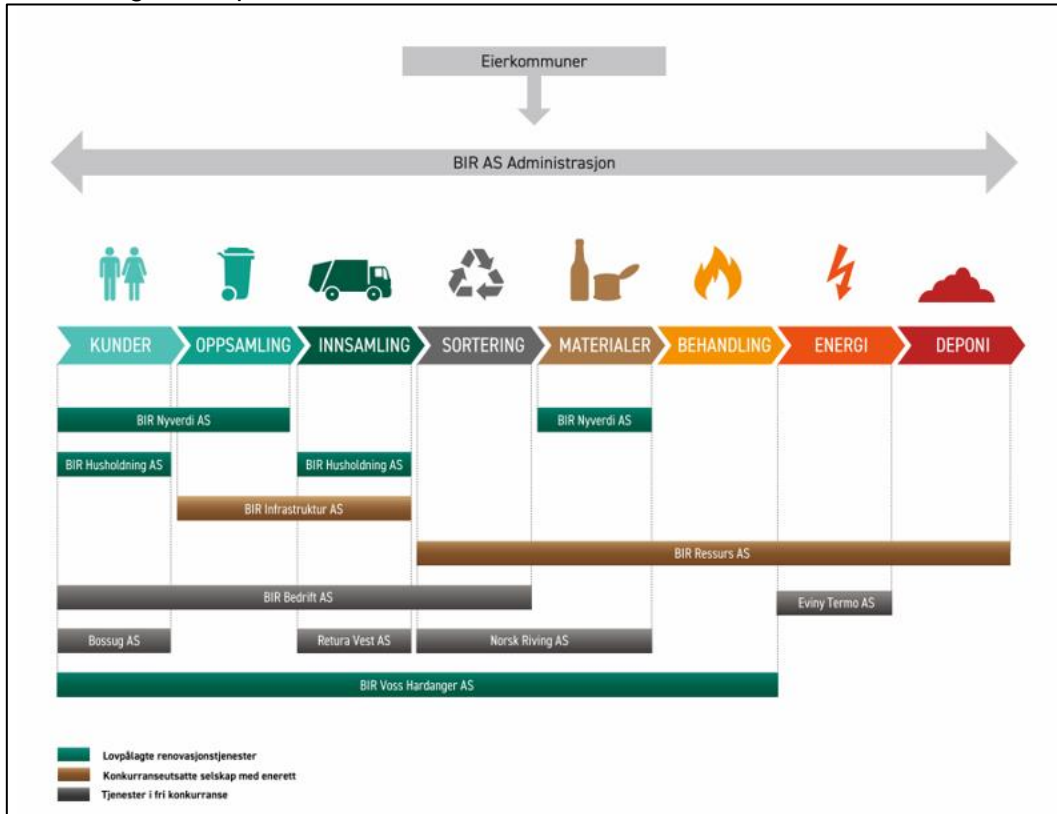 Eierkommuner
BIR AS Administrasjon
KUNDER OPPSAMLING INNSAMLING SORTERING MATERIALER BEHANDLING ENERGI DEPONI
BIR Nyverdi AS BIR Nyverdi AS
BIR Husholdning AS BIR Husholdning AS
BIR Infrastruktur AS
BIR Ressurs AS
BIR Bedrift AS Eviny Termo AS
Bossug AS Retura Vest AS Norsk Riving AS
BIR Voss Hardanger AS
Lovpålagte renovasjonstjenester
Konkurranseutsatte selskap med enerett
Tjenester i fri konkurranse